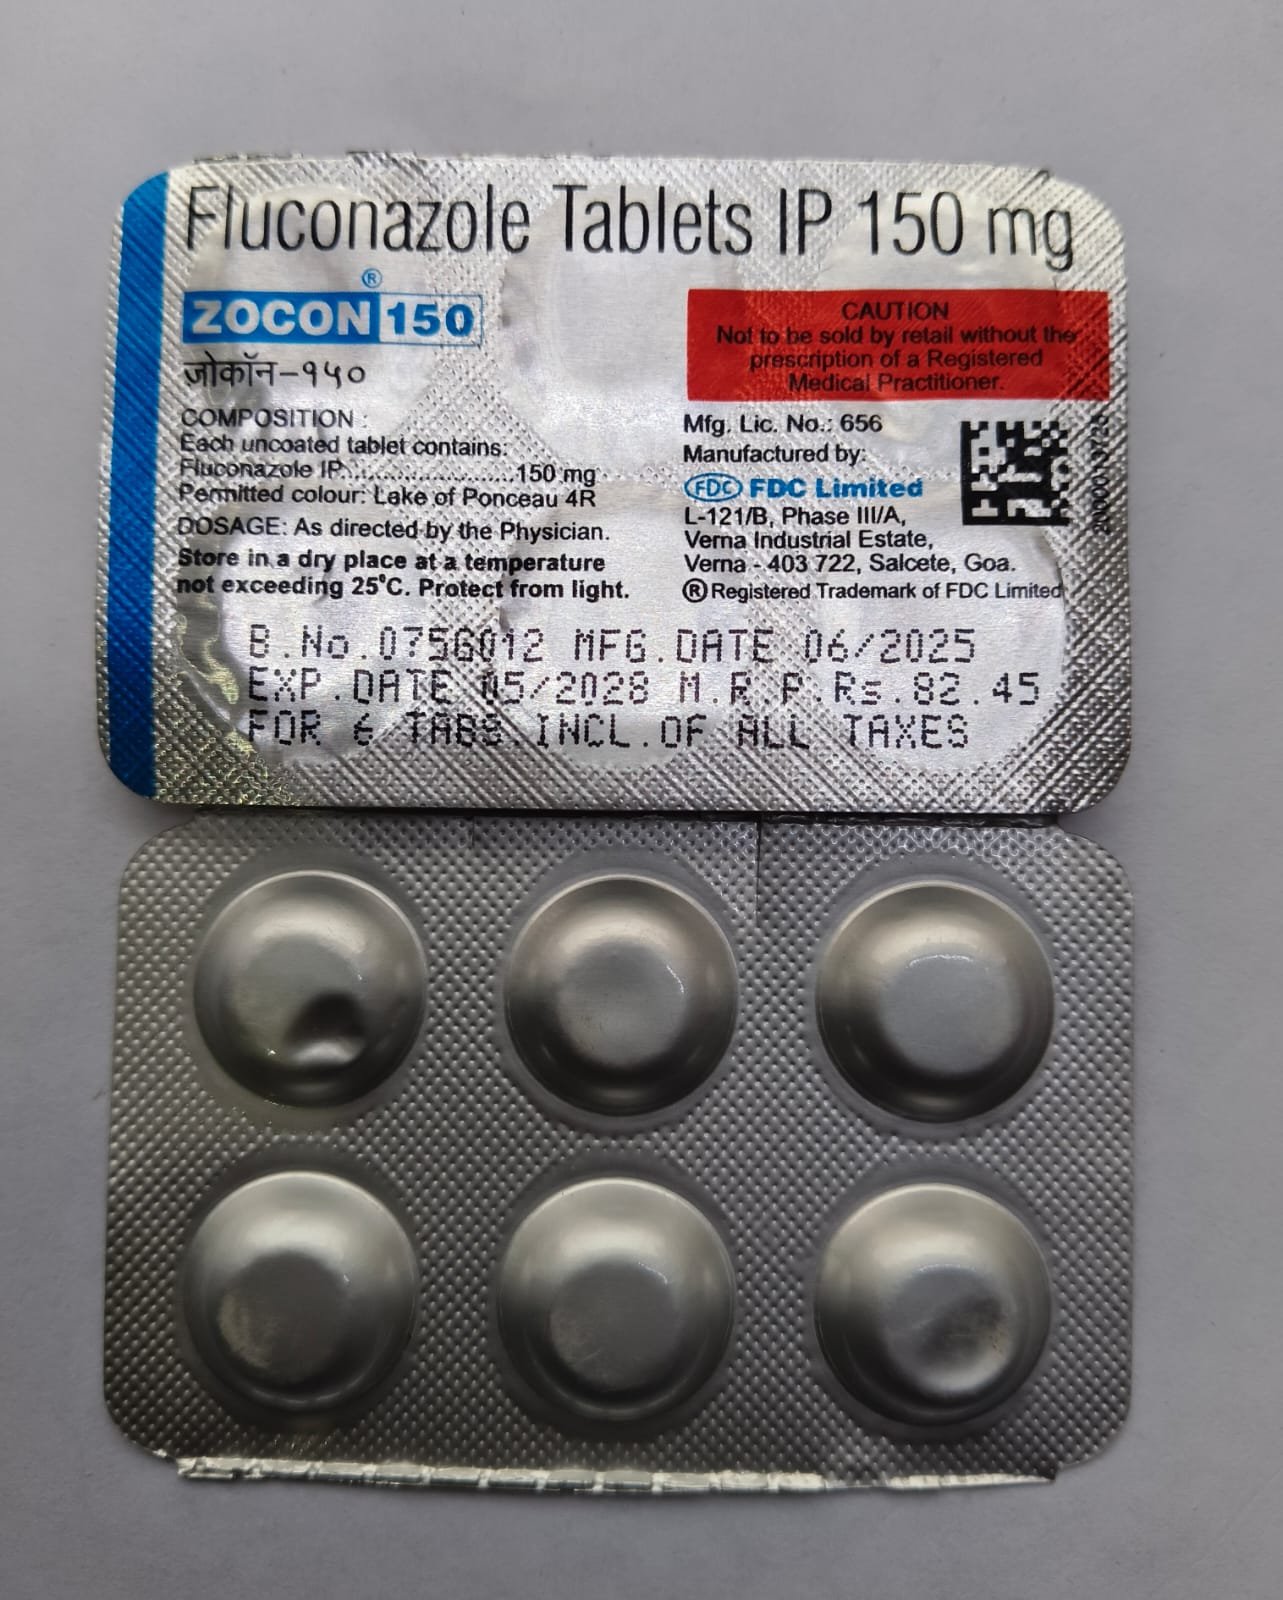 Fluconazole Tablets IP 150 mg
ZOCON® 150
जोकॉन-१५०
COMPOSITION :
Each uncoated tablet contains:
Fluconazole IP....................150 mg
Permitted colour: Lake of Ponceau 4R
DOSAGE: As directed by the Physician.
Store in a dry place at a temperature
not exceeding 25°C. Protect from light.
CAUTION
Not to be sold by retail without the
prescription of a Registered
Medical Practitioner.
Mfg. Lic. No.: 656
Manufactured by:
FDC FDC Limited
L-121/B, Phase III/A,
Verna Industrial Estate,
Verna - 403 722, Salcete, Goa.
® Registered Trademark of FDC Limited
B.No.075G012 MFG.DATE 06/2025
EXP.DATE 05/2028 M.R P Rs.82.45
FOR 6 TABS.INCL.OF ALL TAXES